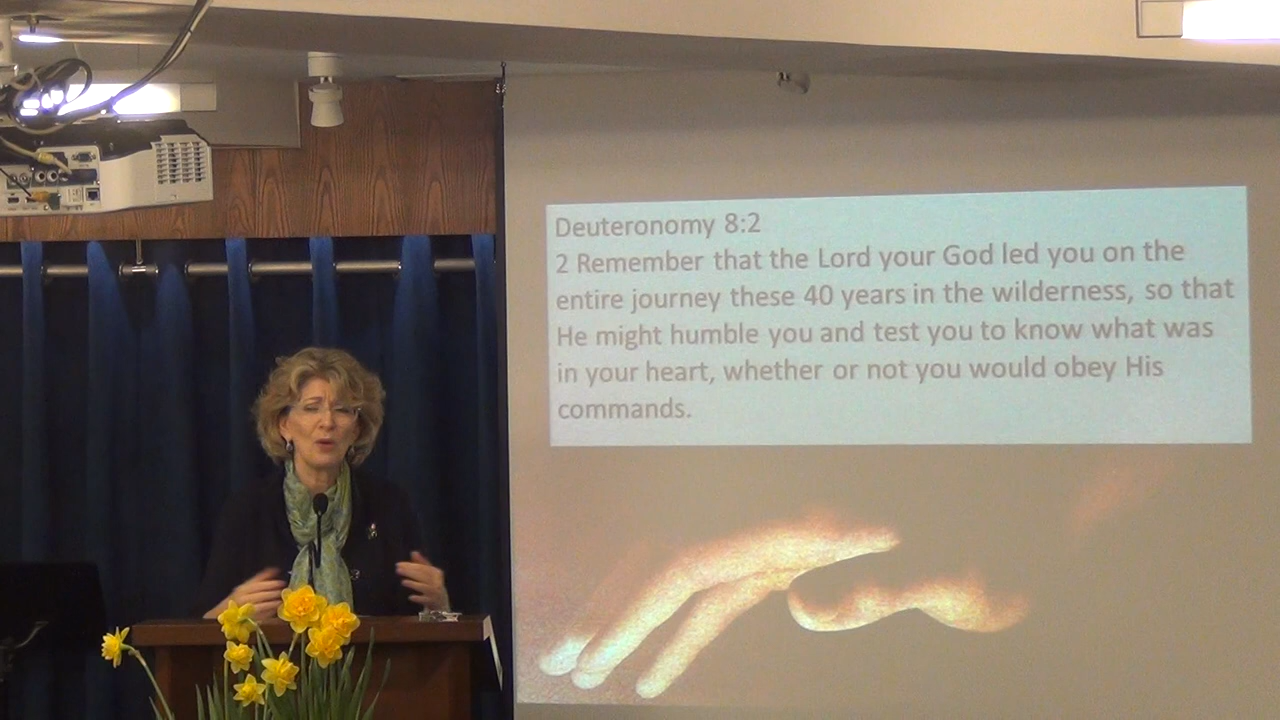 Deuteronomy 8:2
2 Remember that the Lord your God led you on the
entire journey these 40 years in the wilderness, so that
He might humble you and test you to know what was
in your heart, whether or not you would obey His
commands.